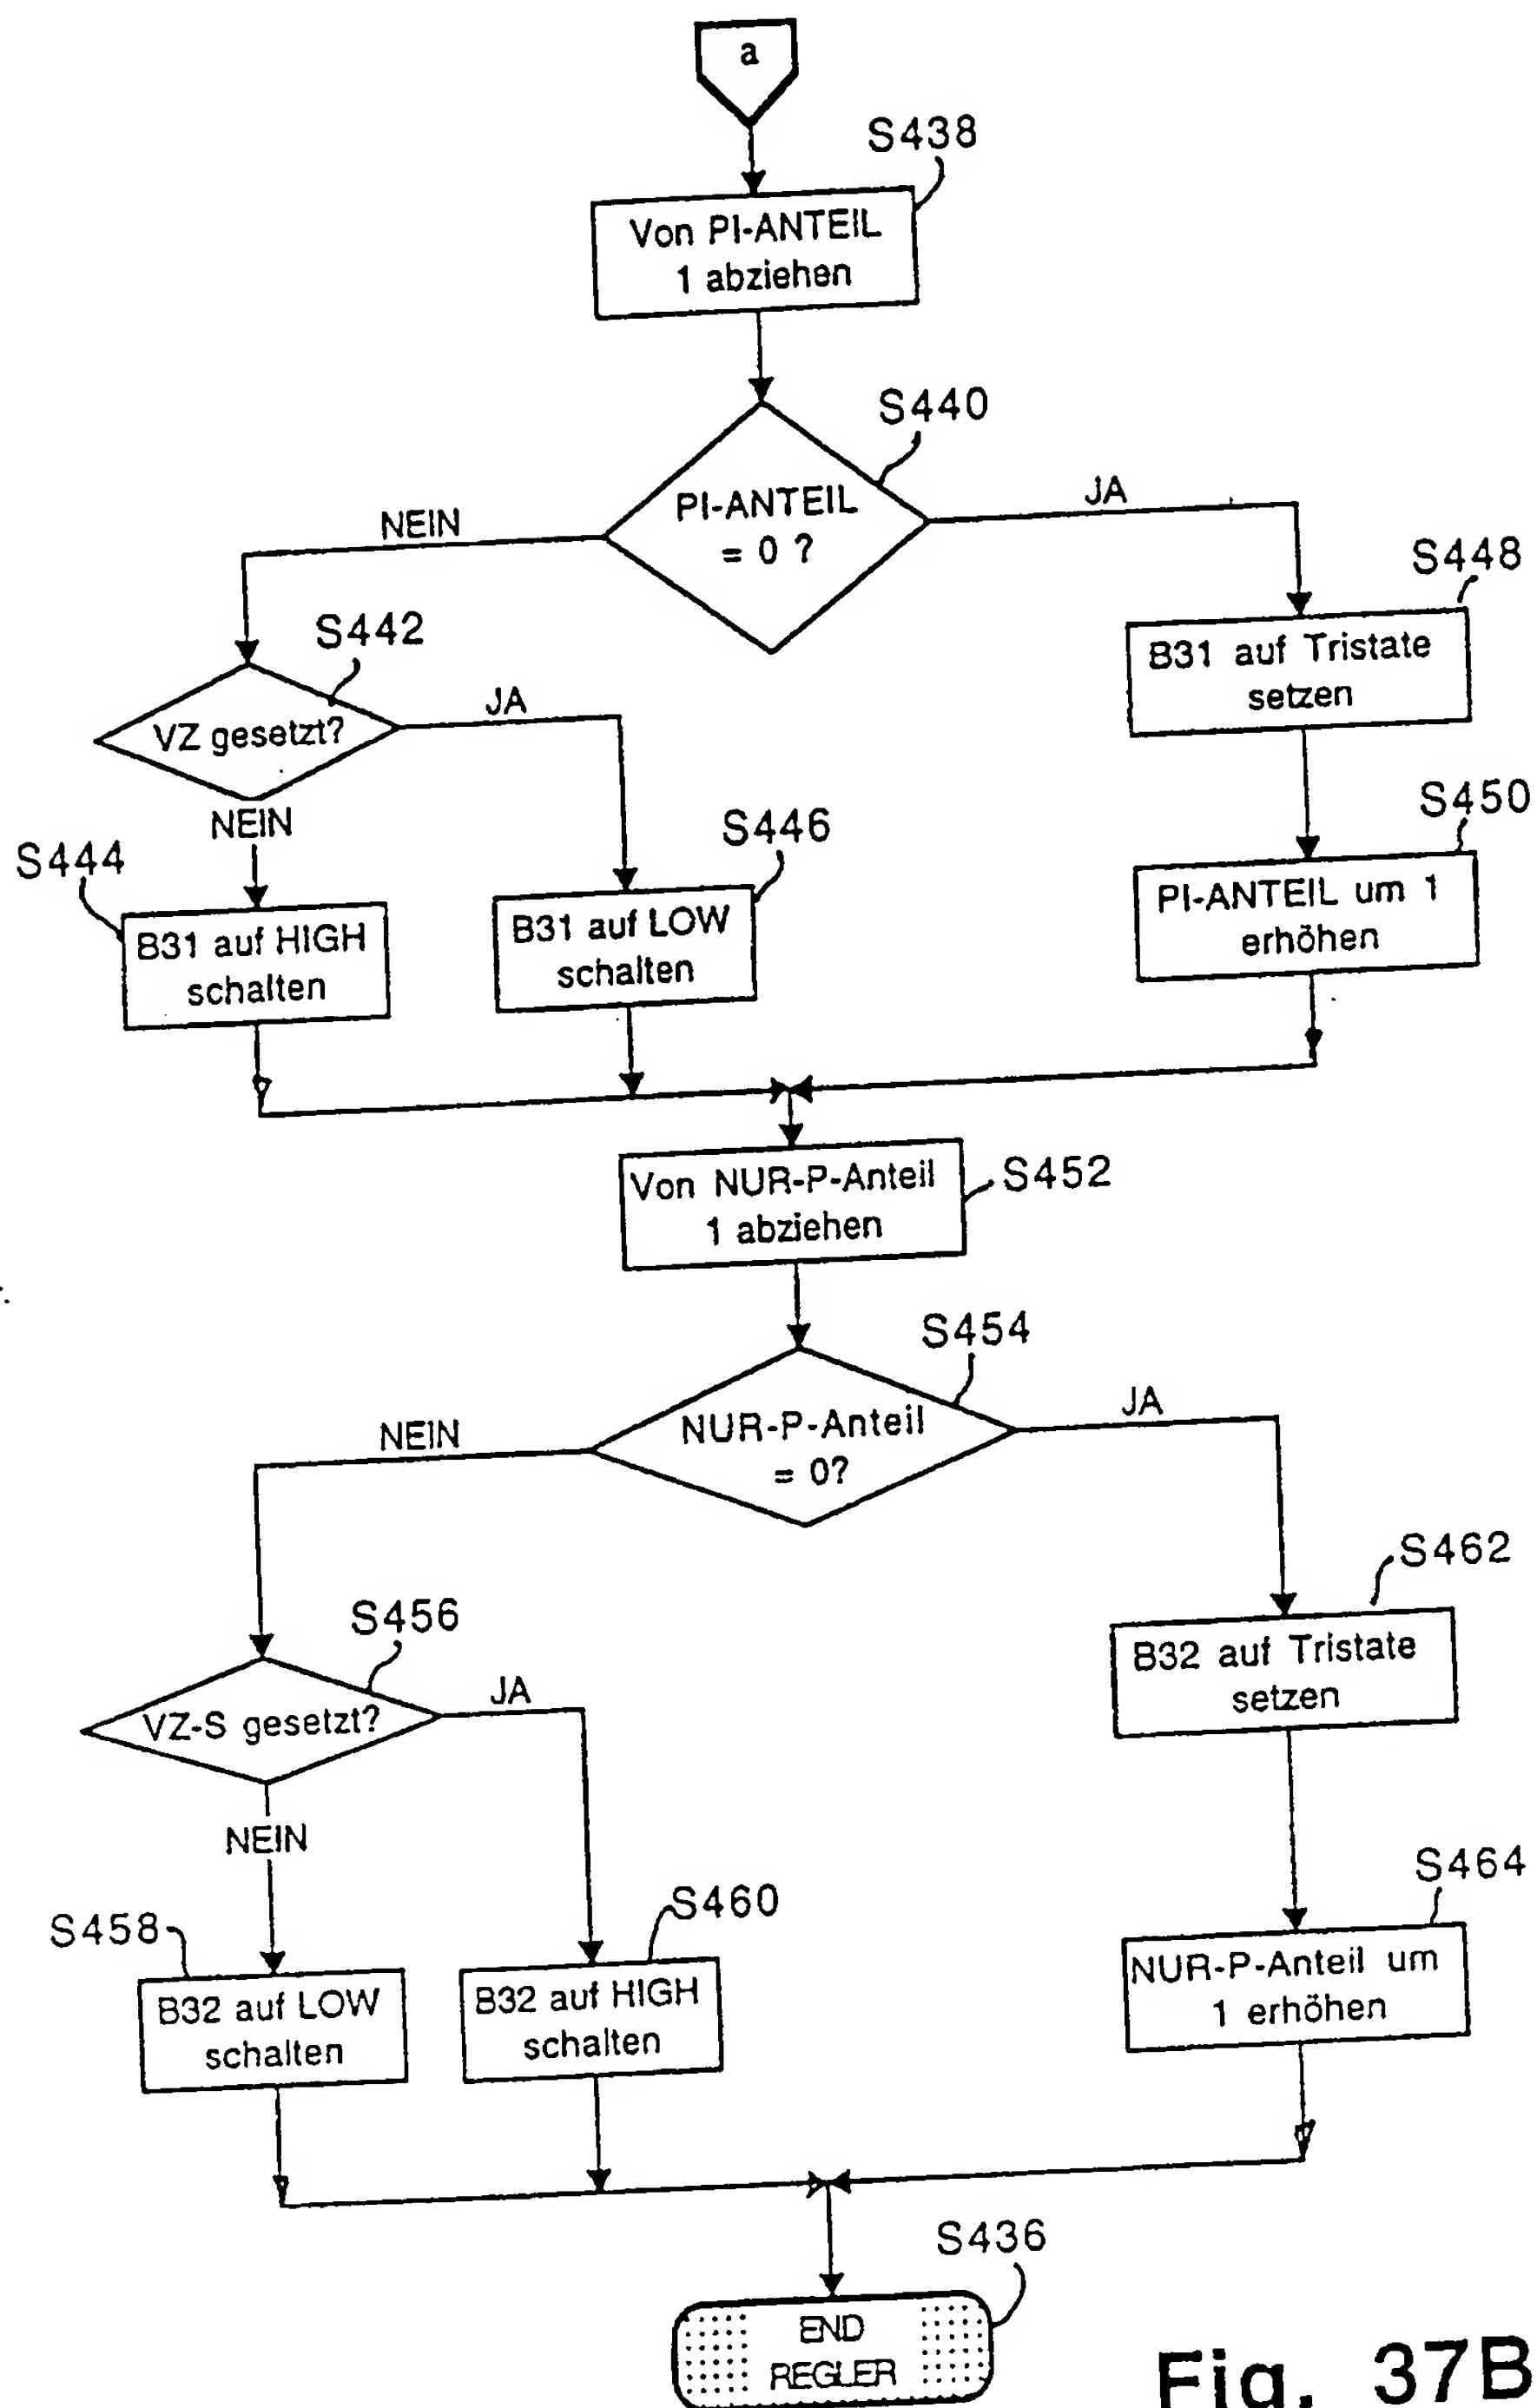 a
S438
Von PI-ANTEIL
1 abziehen
S440
PI-ANTEIL
= 0 ?
NEIN
JA
S448
B31 auf Tristate
setzen
S442
VZ gesetzt?
JA
NEIN
S450
PI-ANTEIL um 1
erhöhen
S444
B31 auf HIGH
schalten
S446
B31 auf LOW
schalten
Von NUR-P-Anteil
1 abziehen
S452
S454
NUR-P-Anteil
= 0?
NEIN
JA
S462
B32 auf Tristate
setzen
S456
VZ-S gesetzt?
JA
NEIN
S464
NUR-P-Anteil um
1 erhöhen
S458
B32 auf LOW
schalten
S460
B32 auf HIGH
schalten
S436
END
REGLER
Fig. 37B